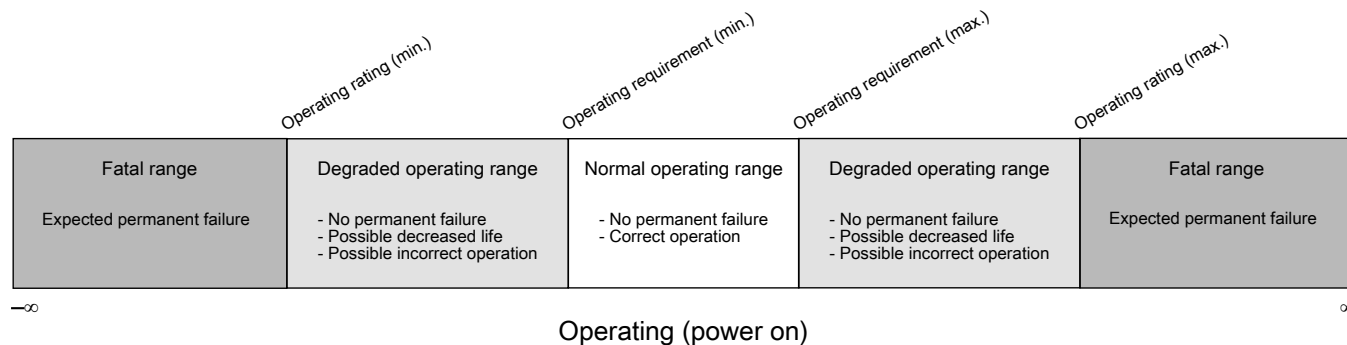 Operating rating (min.)
Operating requirement (min.)
Operating requirement (max.)
Operating rating (max.)
Fatal range
Expected permanent failure
Degraded operating range
- No permanent failure
- Possible decreased life
- Possible incorrect operation
Normal operating range
- No permanent failure
- Correct operation
Degraded operating range
- No permanent failure
- Possible decreased life
- Possible incorrect operation
Fatal range
Expected permanent failure
–∞
∞
Operating (power on)